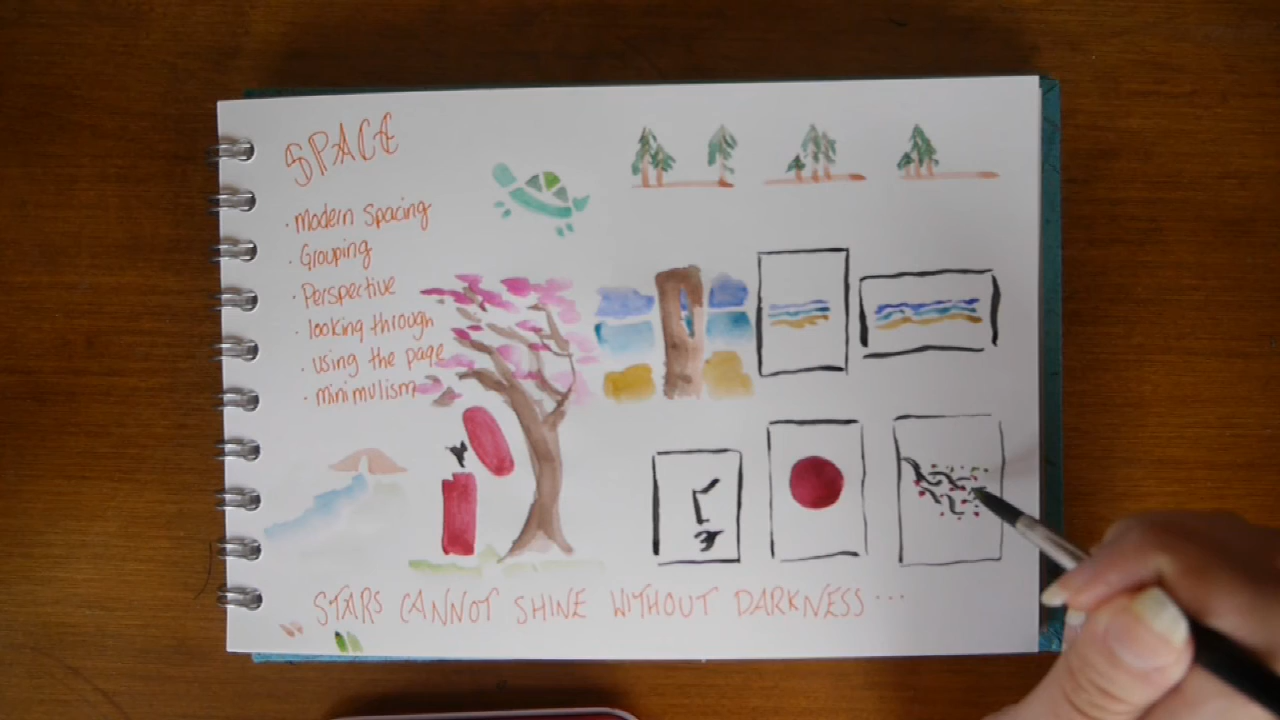 SPACE
· Modern Spacing
· Grouping
· Perspective
· looking through
· using the page
· minimulism
STARS CANNOT SHINE WITHOUT DARKNESS...